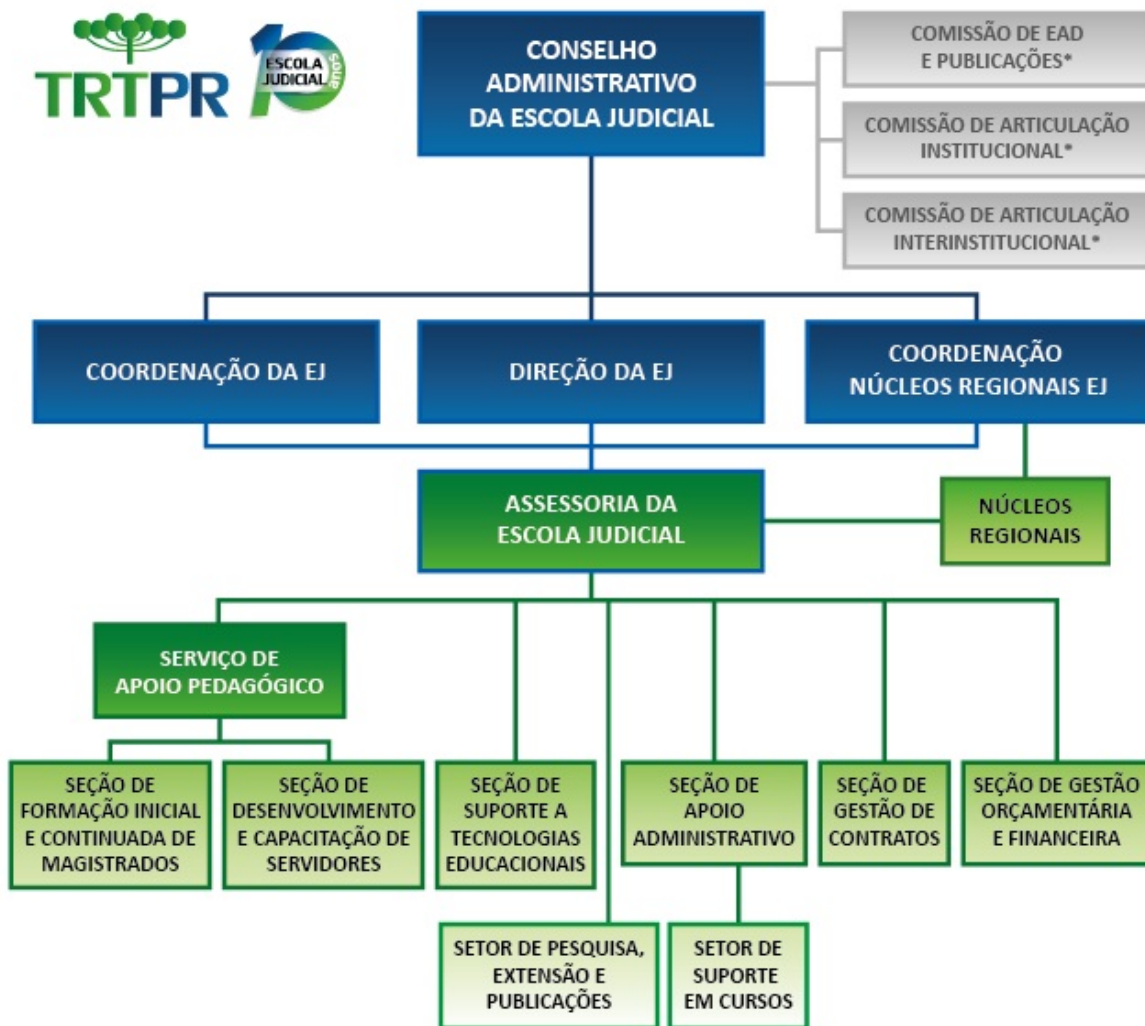 TRTPR
10
ESCOLA
JUDICIAL
anos
CONSELHO
ADMINISTRATIVO
DA ESCOLA JUDICIAL
COMISSÃO DE EAD
E PUBLICAÇÕES*
COMISSÃO DE ARTICULAÇÃO
INSTITUCIONAL*
COMISSÃO DE ARTICULAÇÃO
INTERINSTITUCIONAL*
COORDENAÇÃO DA EJ
DIREÇÃO DA EJ
COORDENAÇÃO
NÚCLEOS REGIONAIS EJ
ASSESSORIA DA
ESCOLA JUDICIAL
NÚCLEOS
REGIONAIS
SERVIÇO DE
APOIO PEDAGÓGICO
SEÇÃO DE
FORMAÇÃO INICIAL
E CONTINUADA DE
MAGISTRADOS
SEÇÃO DE
DESENVOLVIMENTO
E CAPACITAÇÃO DE
SERVIDORES
SEÇÃO DE
SUPORTE A
TECNOLOGIAS
EDUCACIONAIS
SEÇÃO DE
APOIO
ADMINISTRATIVO
SEÇÃO DE
GESTÃO DE
CONTRATOS
SEÇÃO DE GESTÃO
ORÇAMENTÁRIA
E FINANCEIRA
SETOR DE PESQUISA,
EXTENSÃO E
PUBLICAÇÕES
SETOR DE
SUPORTE
EM CURSOS